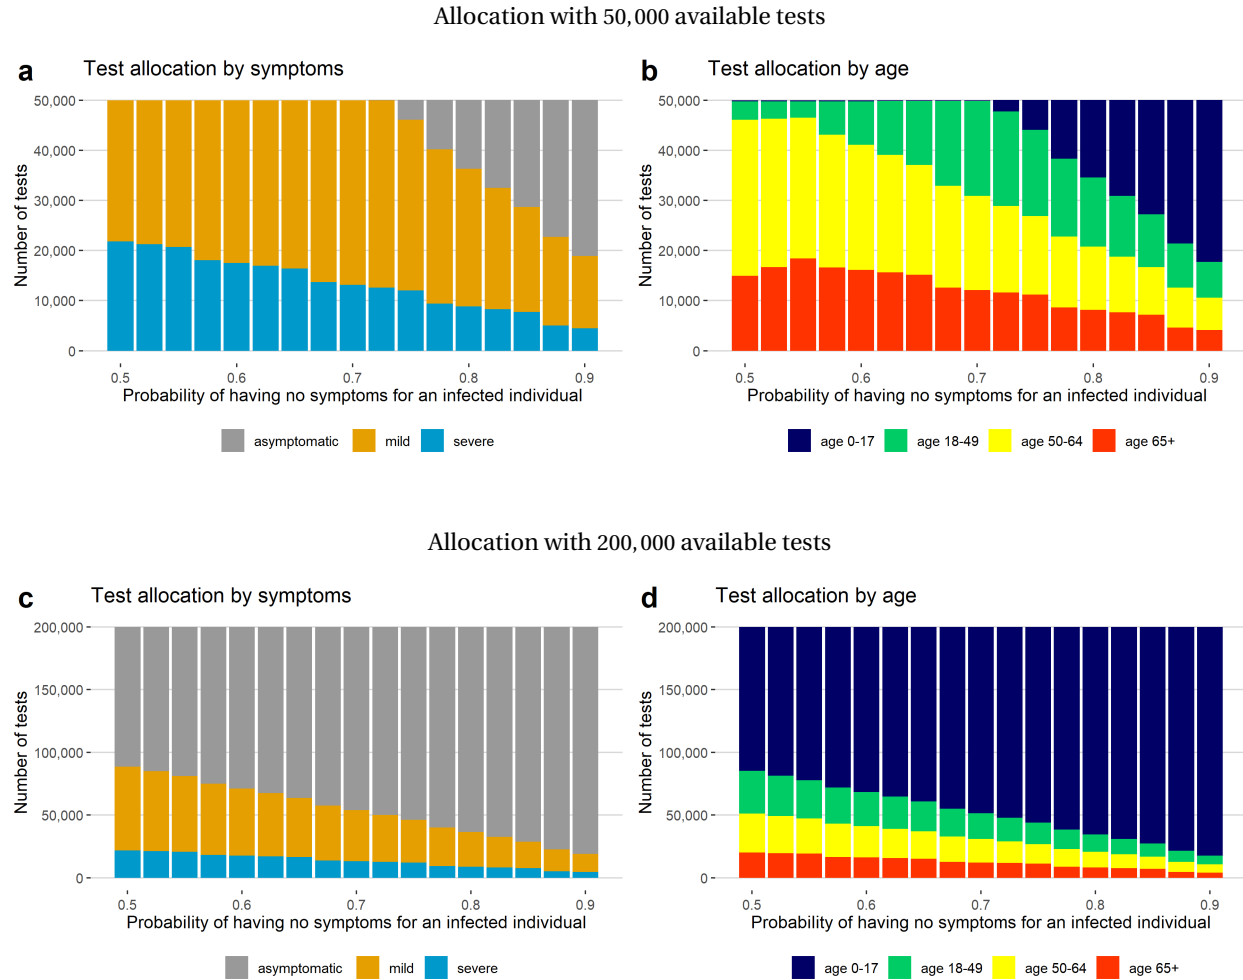 Allocation with 50,000 available tests
a
Test allocation by symptoms
50,000
40,000
30,000
20,000
10,000
0
Number of tests
0.5 0.6 0.7 0.8 0.9
Probability of having no symptoms for an infected individual
asymptomatic mild severe
b
Test allocation by age
50,000
40,000
30,000
20,000
10,000
0
Number of tests
0.5 0.6 0.7 0.8 0.9
Probability of having no symptoms for an infected individual
age 0-17 age 18-49 age 50-64 age 65+
Allocation with 200,000 available tests
c
Test allocation by symptoms
200,000
150,000
100,000
50,000
0
Number of tests
0.5 0.6 0.7 0.8 0.9
Probability of having no symptoms for an infected individual
asymptomatic mild severe
d
Test allocation by age
200,000
150,000
100,000
50,000
0
Number of tests
0.5 0.6 0.7 0.8 0.9
Probability of having no symptoms for an infected individual
age 0-17 age 18-49 age 50-64 age 65+